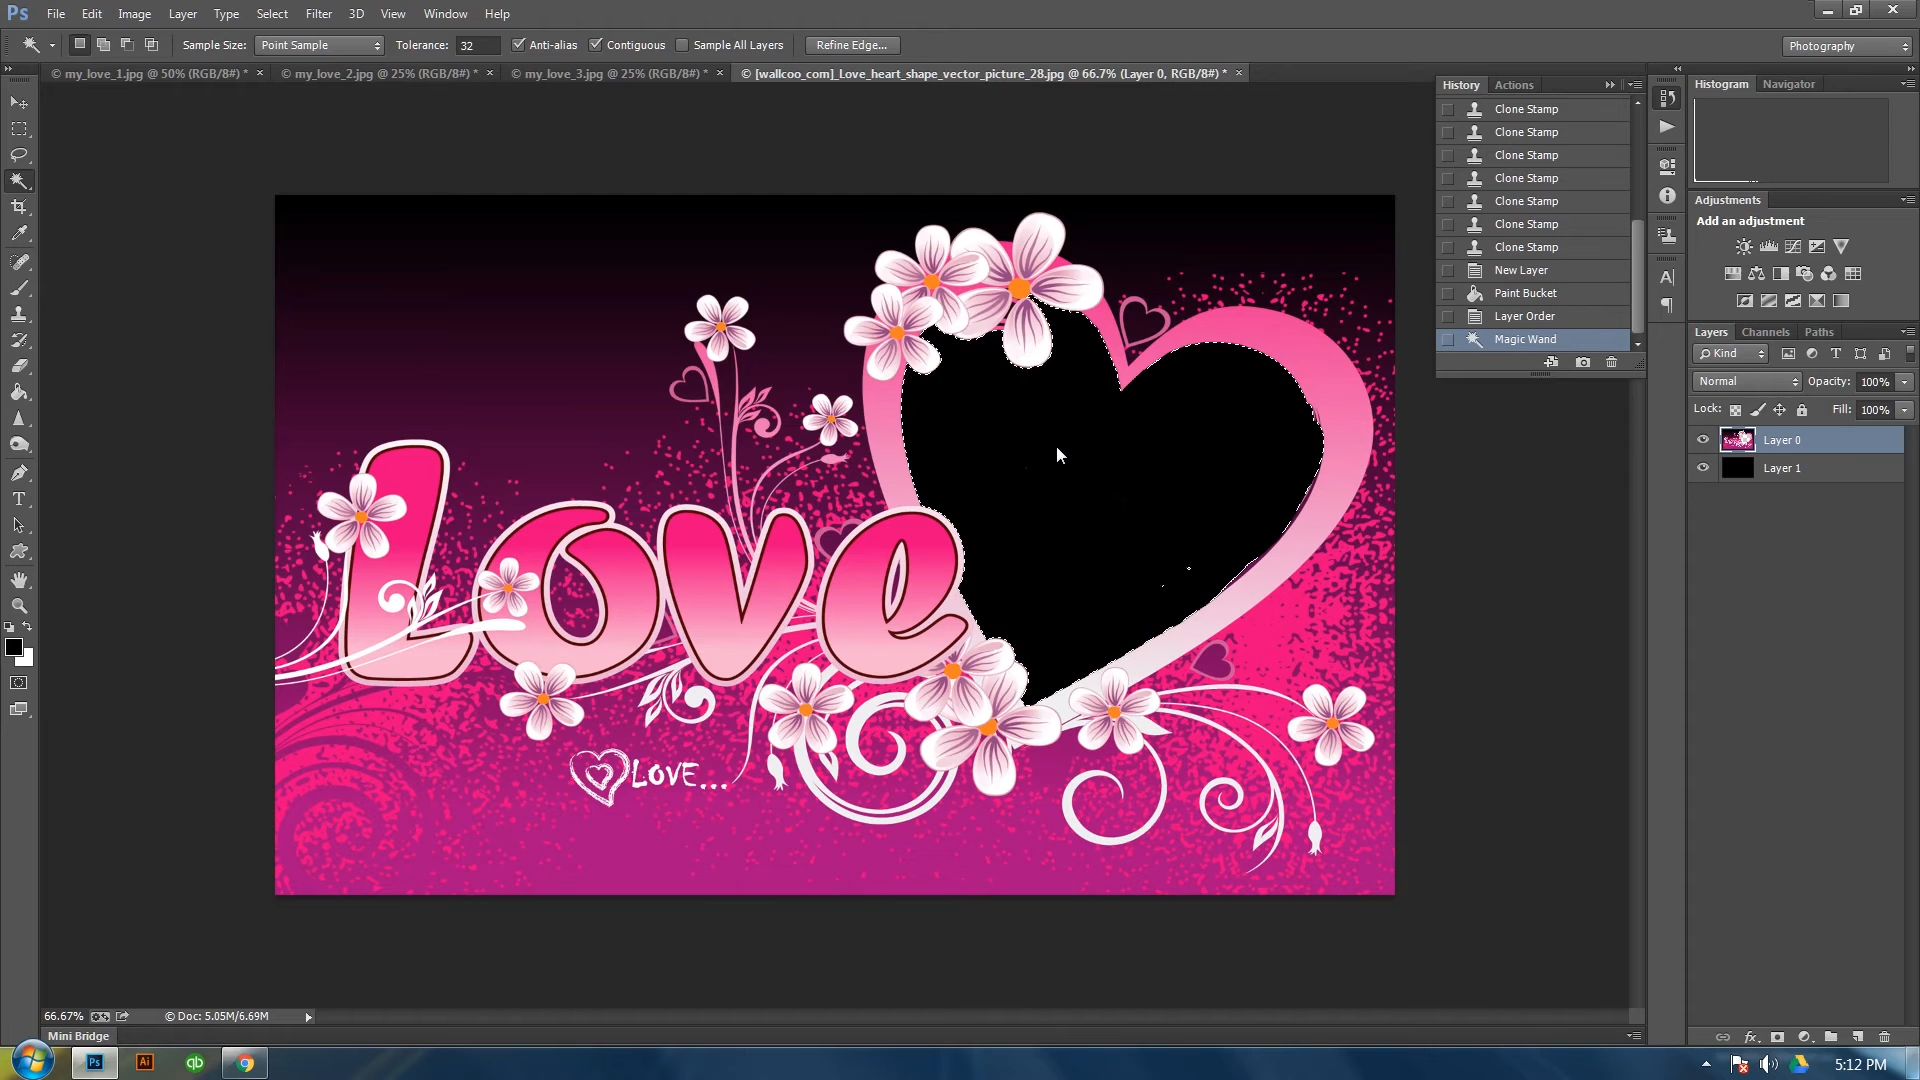 Ps File Edit Image Layer Type Select Filter 3D View Window Help
Sample Size: Point Sample Tolerance: 32 Anti-alias Contiguous Sample All Layers Refine Edge... Photography
© my_love_1.jpg @ 50% (RGB/8#) * × © my_love_2.jpg @ 25% (RGB/8#) * × © my_love_3.jpg @ 25% (RGB/8#) * × © [wallcoo_com]_Love_heart_shape_vector_picture_28.jpg @ 66.7% (Layer 0, RGB/8#) * ×
History Actions
Clone Stamp
Clone Stamp
Clone Stamp
Clone Stamp
Clone Stamp
Clone Stamp
Clone Stamp
New Layer
Paint Bucket
Layer Order
Magic Wand
Histogram Navigator
Adjustments
Add an adjustment
Layers Channels Paths
Kind
Normal Opacity: 100%
Lock: Fill: 100%
Layer 0
Layer 1
Love
LOVE...
66.67% © Doc: 5.05M/6.69M
Mini Bridge
Ps Ai qb
5:12 PM